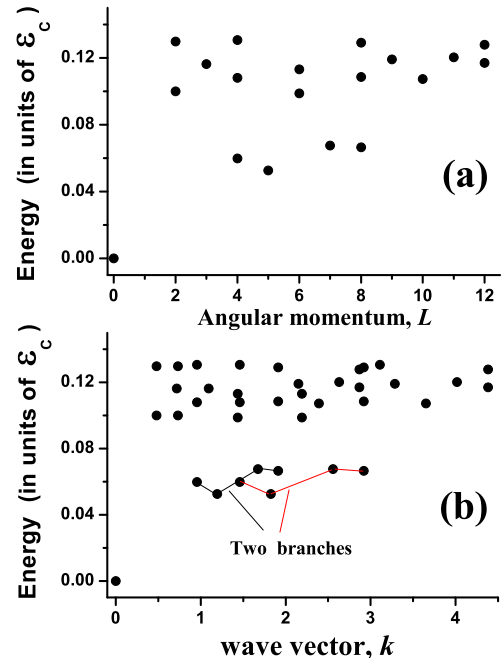 Energy (in units of ε_C)
0.12
0.08
0.04
0.00
(a)
0 2 4 6 8 10 12
Angular momentum, L
Energy (in units of ε_C)
0.12
0.08
0.04
0.00
(b)
Two branches
0 1 2 3 4
wave vector, k